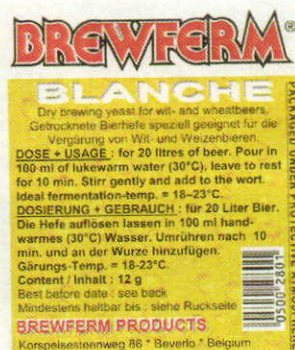 BREWFERM®
BLANCHE
Dry brewing yeast for wit- and wheatbeers.
Getrocknete Bierhefe speziell geeignet für die
Vergärung von Wit- und Weizenbieren.
DOSE + USAGE : for 20 litres of beer. Pour in
100 ml of lukewarm water (30°C), leave to rest
for 10 min. Stir gently and add to the wort.
Ideal fermentation-temp. = 18-23°C.
DOSIERUNG + GEBRAUCH : für 20 Liter Bier.
Die Hefe auflösen lassen in 100 ml hand-
warmes (30°C) Wasser. Umrühren nach 10
min. und an der Wurze hinzufügen.
Gärungs-Temp. = 18-23°C.
Content / Inhalt : 12 g
Best before date : see back
Mindestens haltbar bis : siehe Ruckseite
BREWFERM PRODUCTS
Korpselsesteenweg 86 * Beverlo * Belgium
PACKAGED UNDER PROTECTIVE